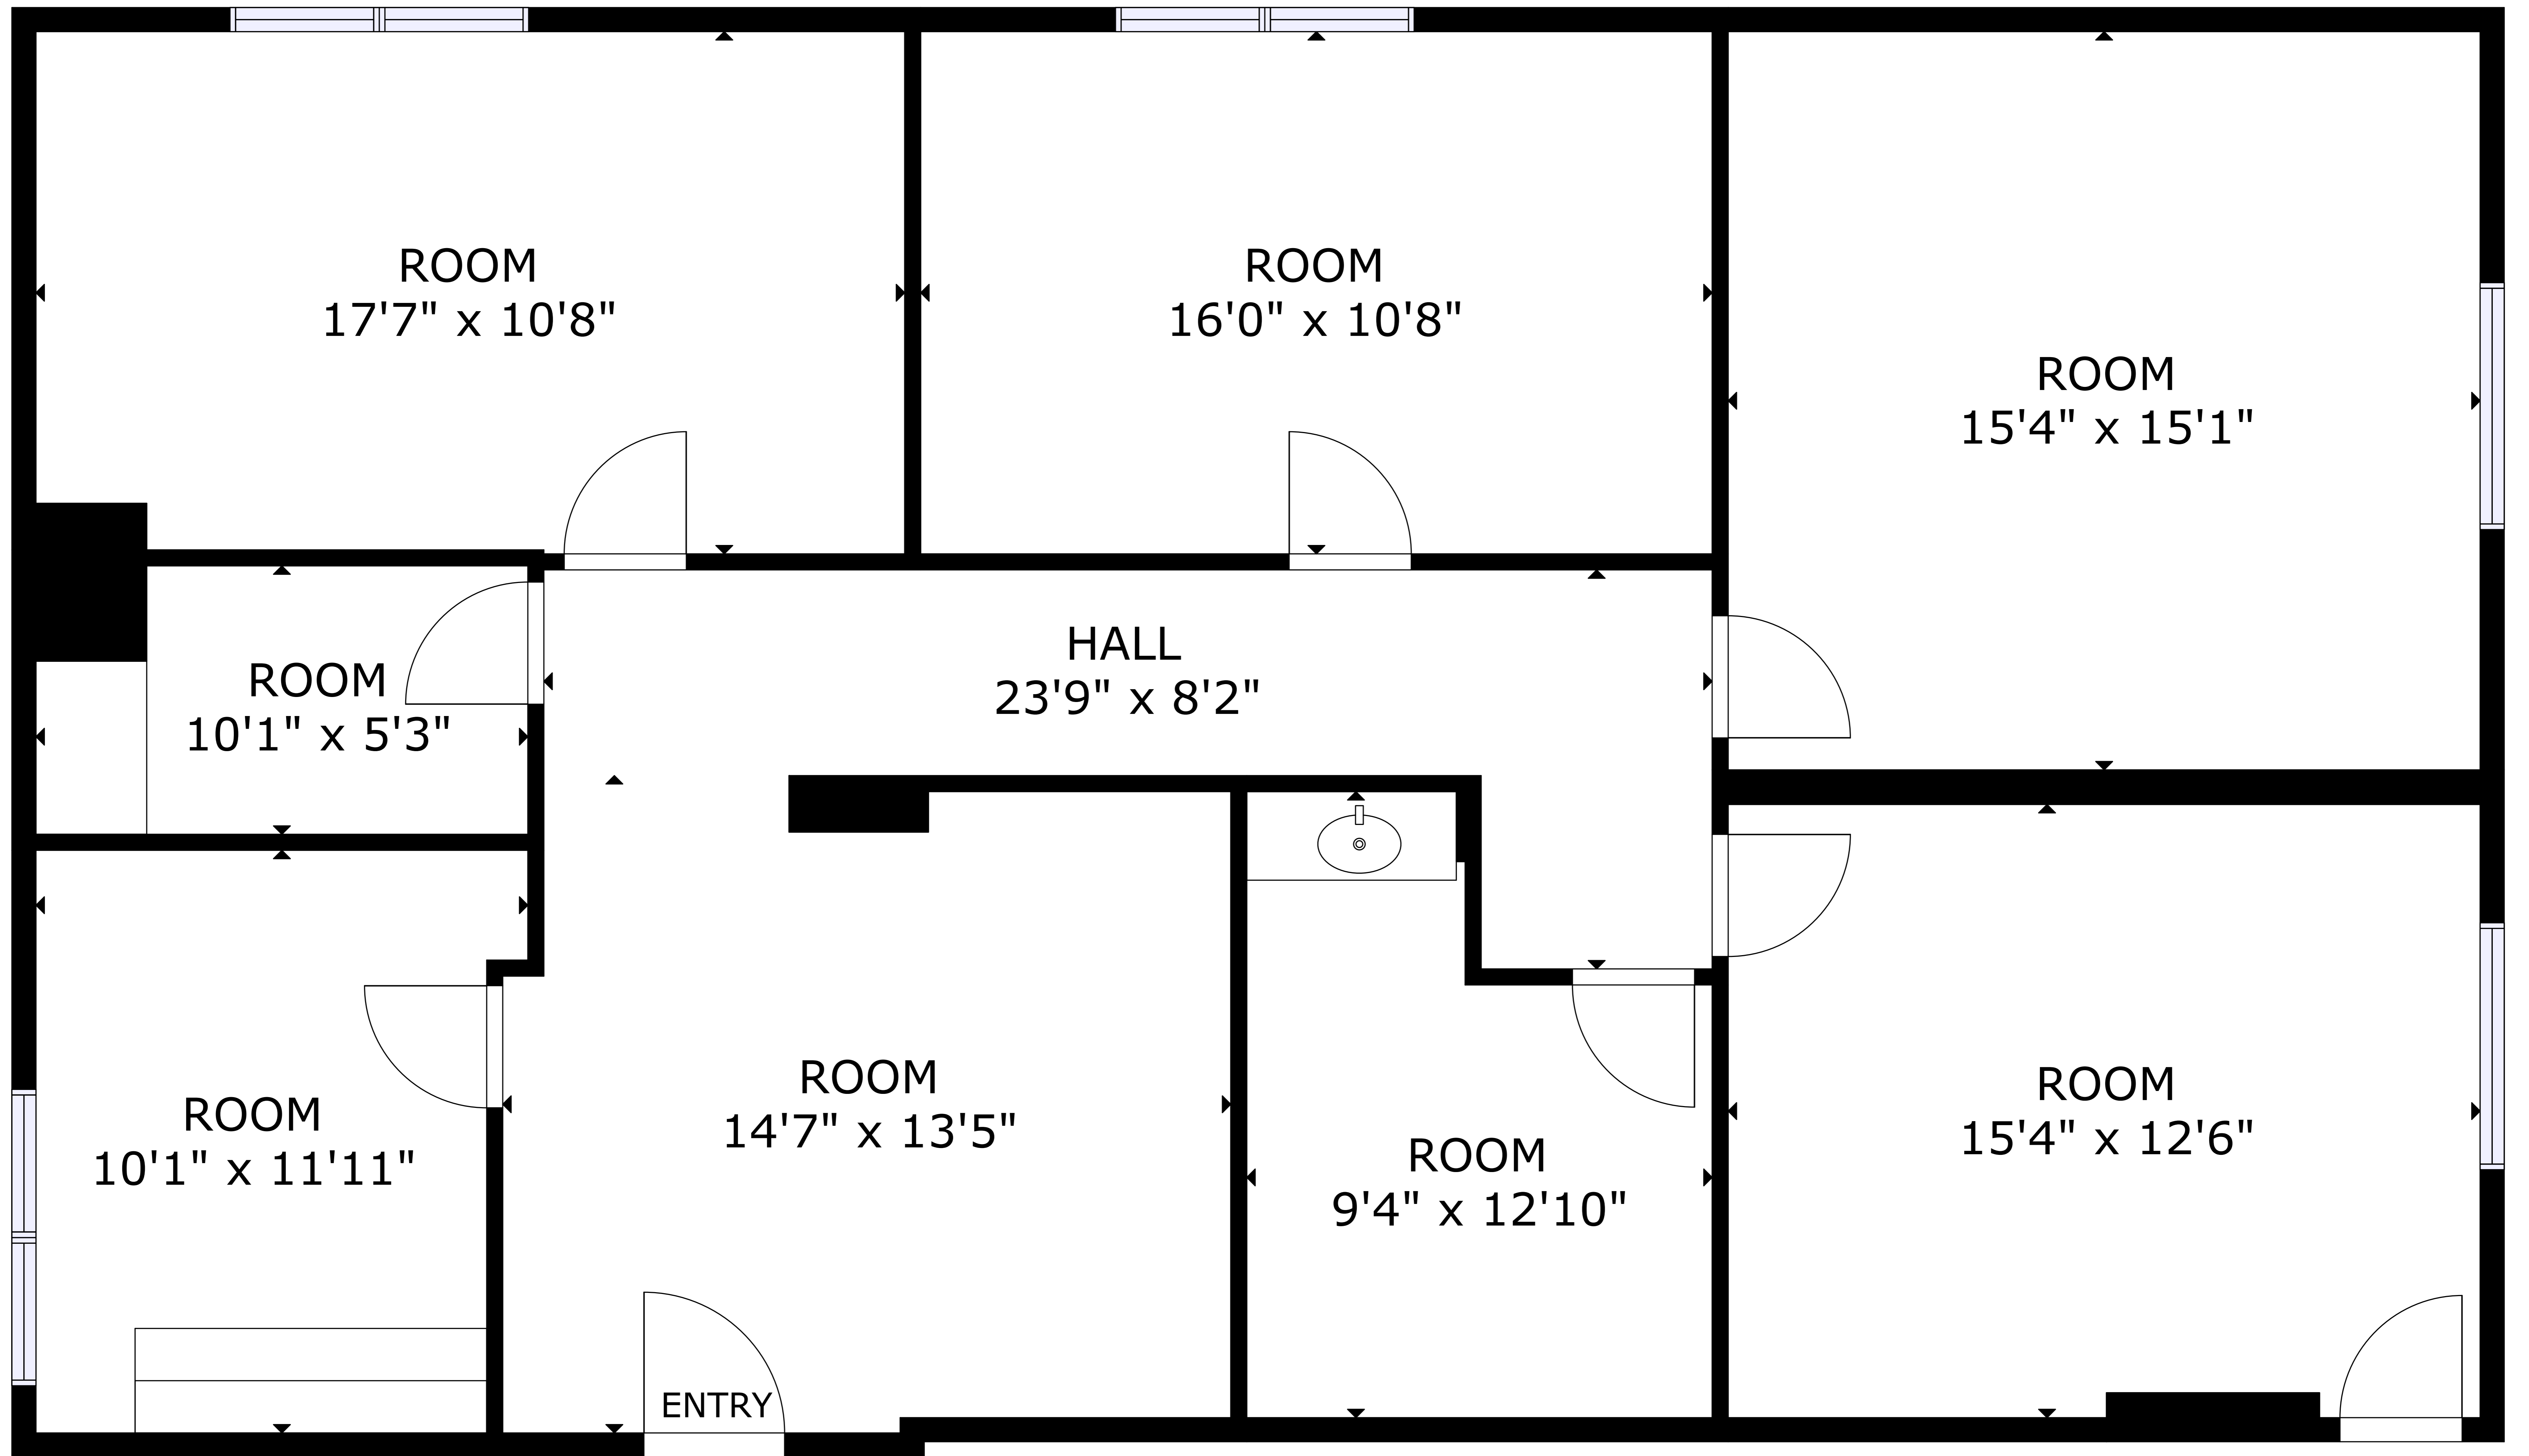 ROOM
17'7" x 10'8"
ROOM
16'0" x 10'8"
ROOM
15'4" x 15'1"
ROOM
10'1" x 5'3"
HALL
23'9" x 8'2"
ROOM
10'1" x 11'11"
ROOM
14'7" x 13'5"
ROOM
9'4" x 12'10"
ROOM
15'4" x 12'6"
ENTRY